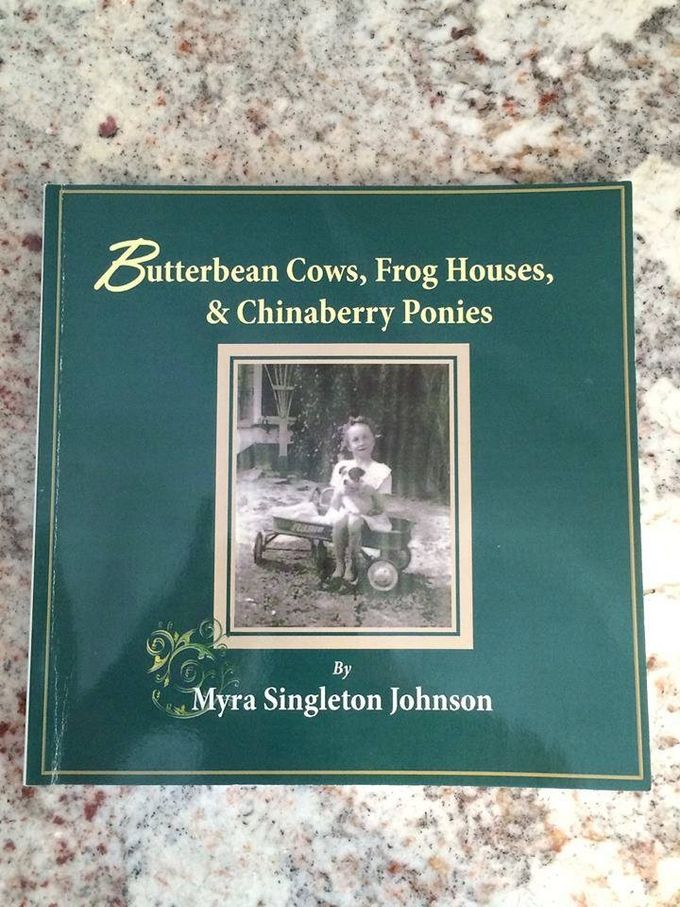 Butterbean Cows, Frog Houses,
& Chinaberry Ponies
By
Myra Singleton Johnson